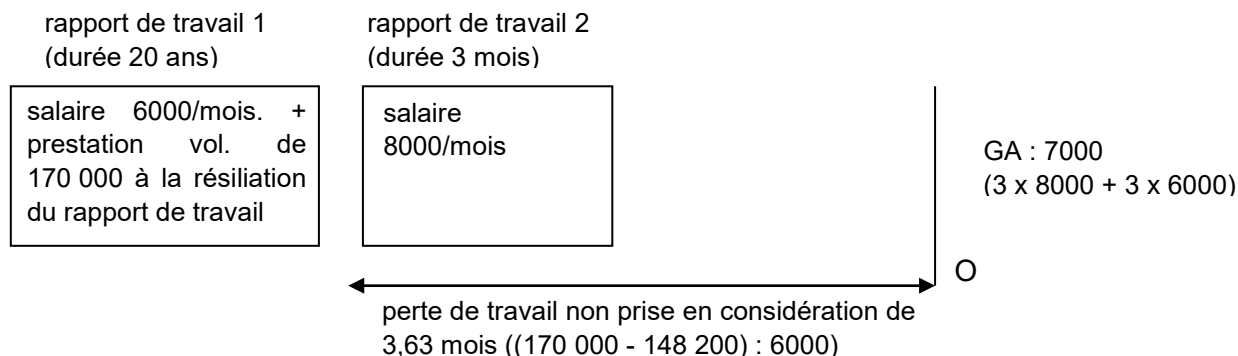 rapport de travail 1
(durée 20 ans)
rapport de travail 2
(durée 3 mois)
salaire 6000/mois. +
prestation vol. de
170 000 à la résiliation
du rapport de travail
salaire
8000/mois
GA : 7000
(3 x 8000 + 3 x 6000)
O
perte de travail non prise en considération de
3,63 mois ((170 000 - 148 200) : 6000)